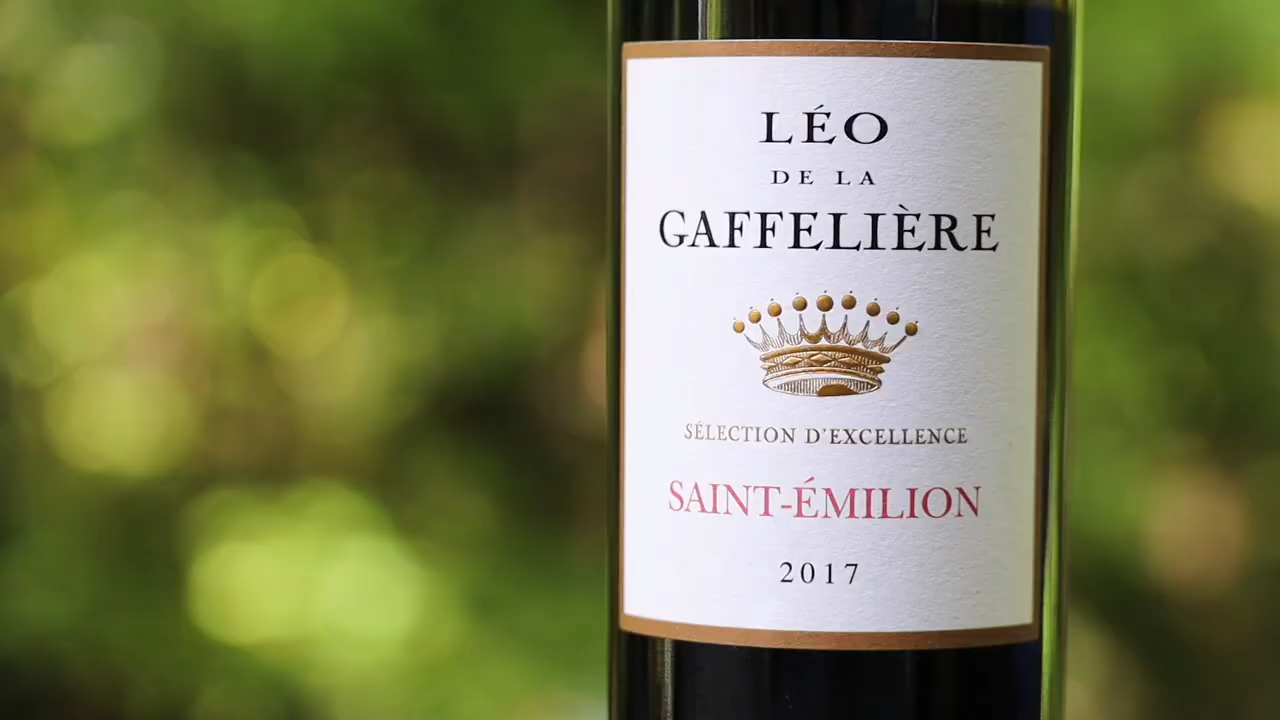 LÉO
DE LA
GAFFELIÈRE
SÉLECTION D'EXCELLENCE
SAINT-ÉMILION
2017